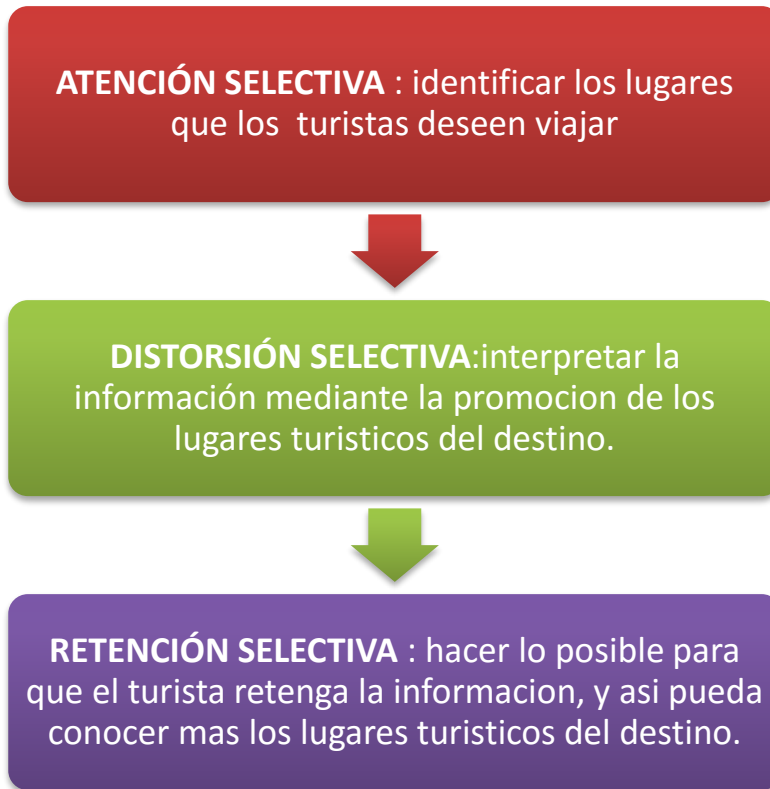 ATENCIÓN SELECTIVA : identificar los lugares
que los  turistas deseen viajar
DISTORSIÓN SELECTIVA:interpretar la
información mediante la promocion de los
lugares turisticos del destino.
RETENCIÓN SELECTIVA : hacer lo posible para
que el turista retenga la informacion, y asi pueda
conocer mas los lugares turisticos del destino.